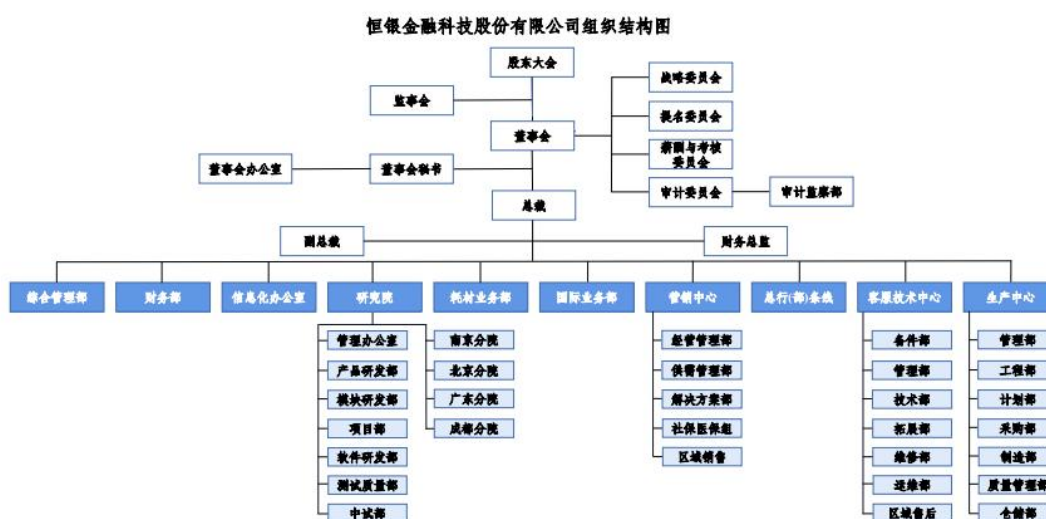 恒银金融科技股份有限公司组织结构图
股东大会
监事会
董事会
战略委员会
提名委员会
薪酬与考核
委员会
审计委员会
审计监察部
董事会办公室
董事会秘书
总裁
副总裁
财务总监
综合管理部
财务部
信息化办公室
研究院
耗材业务部
国际业务部
营销中心
总行(部)条线
客服技术中心
生产中心
管理办公室
产品研发部
模块研发部
项目部
软件研发部
测试质量部
中试部
南京分院
北京分院
广东分院
成都分院
经营管理部
供需管理部
解决方案部
社保医保组
区域销售
备件部
管理部
技术部
拓展部
维修部
运维部
区域售后
管理部
工程部
计划部
采购部
制造部
质量管理部
仓储部